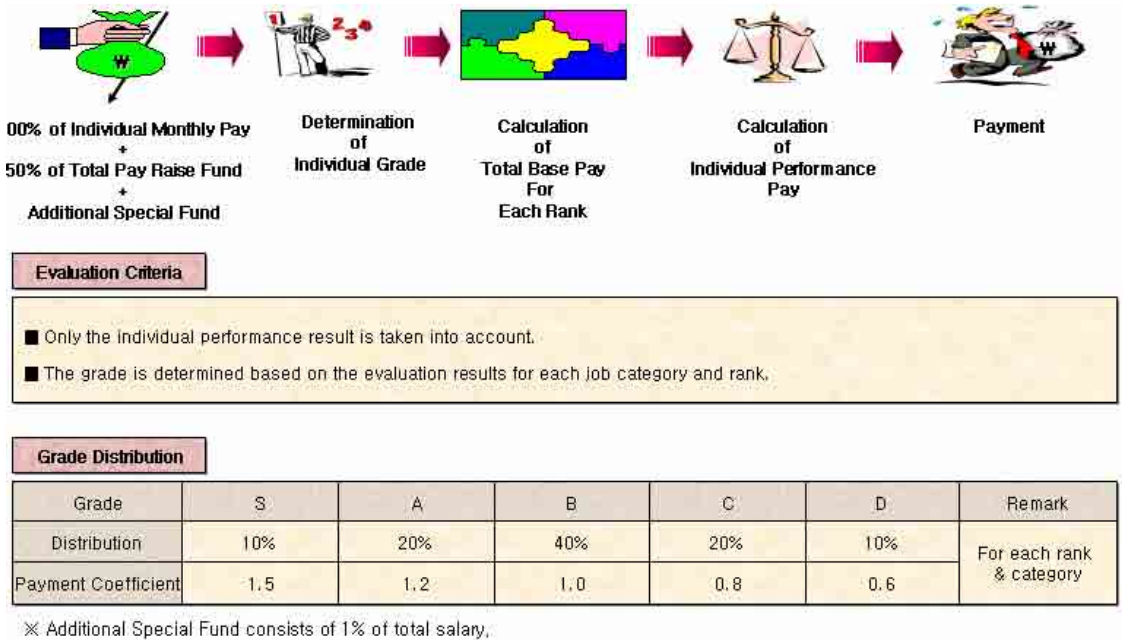 ₩
1
2
3
4
₩
00% of Individual Monthly Pay
+
50% of Total Pay Raise Fund
+
Additional Special Fund
Determination
of
Individual Grade
Calculation
of
Total Base Pay
For
Each Rank
Calculation
of
Individual Performance
Pay
Payment
Evaluation Criteria
■ Only the individual performance result is taken into account.
■ The grade is determined based on the evaluation results for each job category and rank.
Grade Distribution
Grade S A B C D Remark
Distribution 10% 20% 40% 20% 10% For each rank
& category
Payment Coefficient 1.5 1.2 1.0 0.8 0.6
※ Additional Special Fund consists of 1% of total salary.